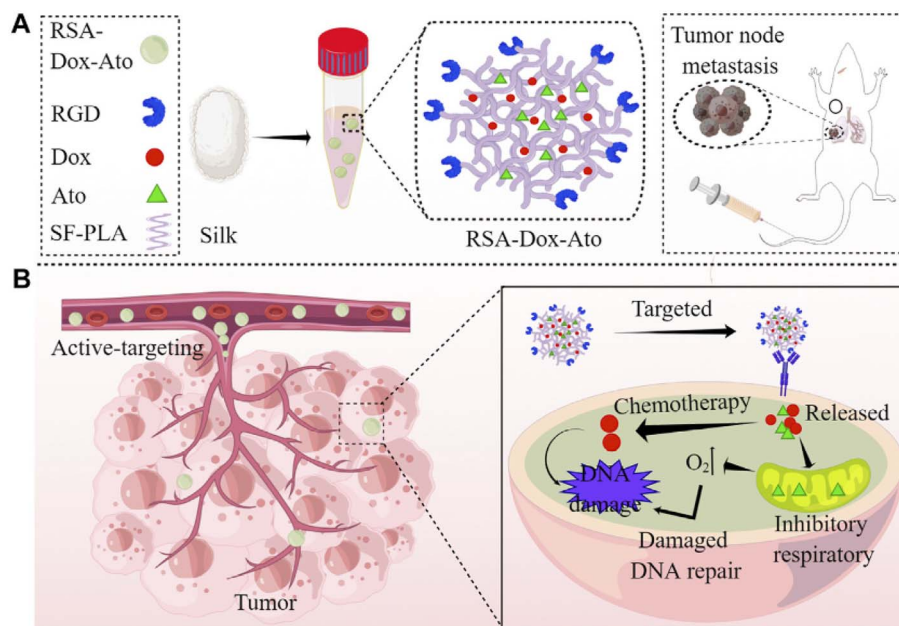 A
RSA-
Dox-Ato
RGD
Dox
Ato
SF-PLA
Silk
RSA-Dox-Ato
Tumor node
metastasis
B
Active-targeting
Tumor
Targeted
Chemotherapy
Released
O₂
DNA
damage
Damaged
DNA repair
Inhibitory
respiratory